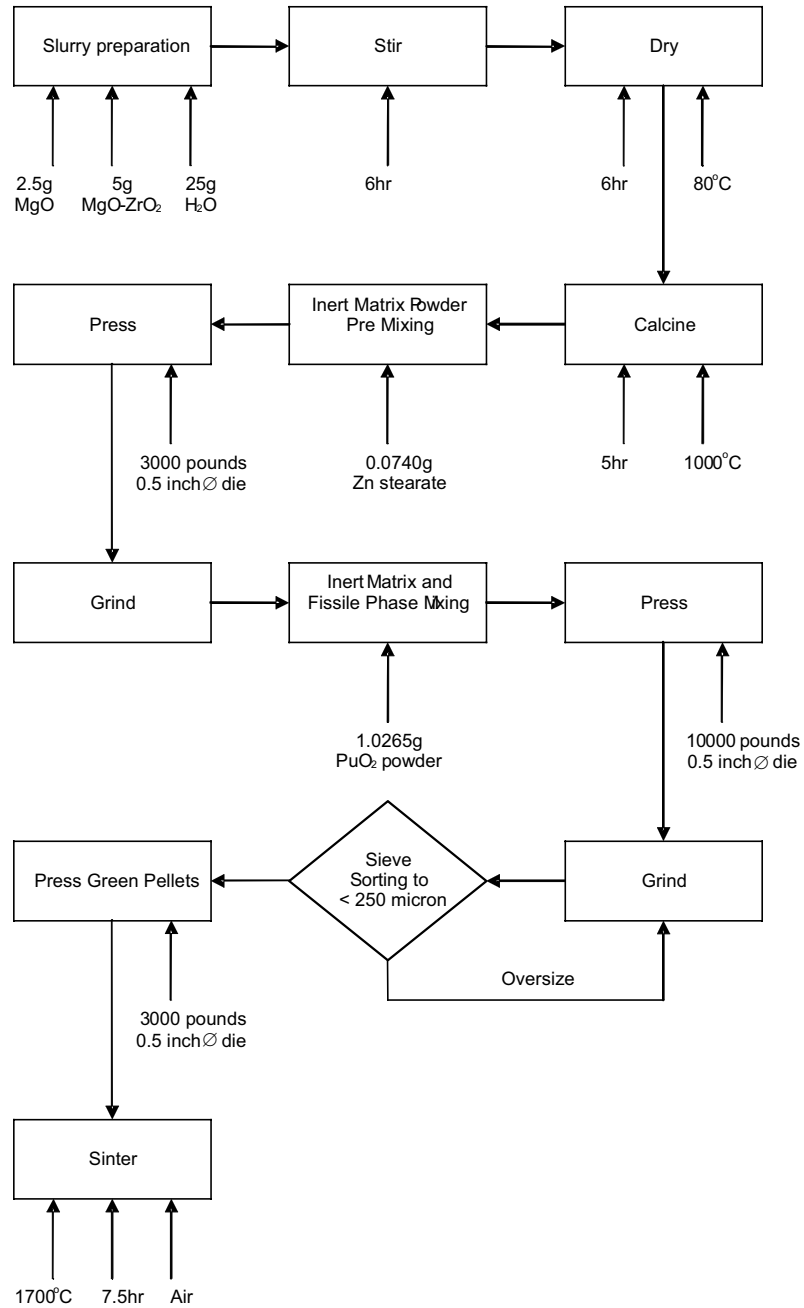 Slurry preparation
Stir
Dry
2.5g
MgO
5g
MgO-ZrO₂
25g
H₂O
6hr
6hr
80°C
Press
Inert Matrix Powder
Pre Mixing
Calcine
3000 pounds
0.5 inch∅ die
0.0740g
Zn stearate
5hr
1000°C
Grind
Inert Matrix and
Fissile Phase Mixing
Press
1.0265g
PuO₂ powder
10000 pounds
0.5 inch∅ die
Press Green Pellets
Sieve
Sorting to
< 250 micron
Grind
Oversize
3000 pounds
0.5 inch∅ die
Sinter
1700°C
7.5hr
Air